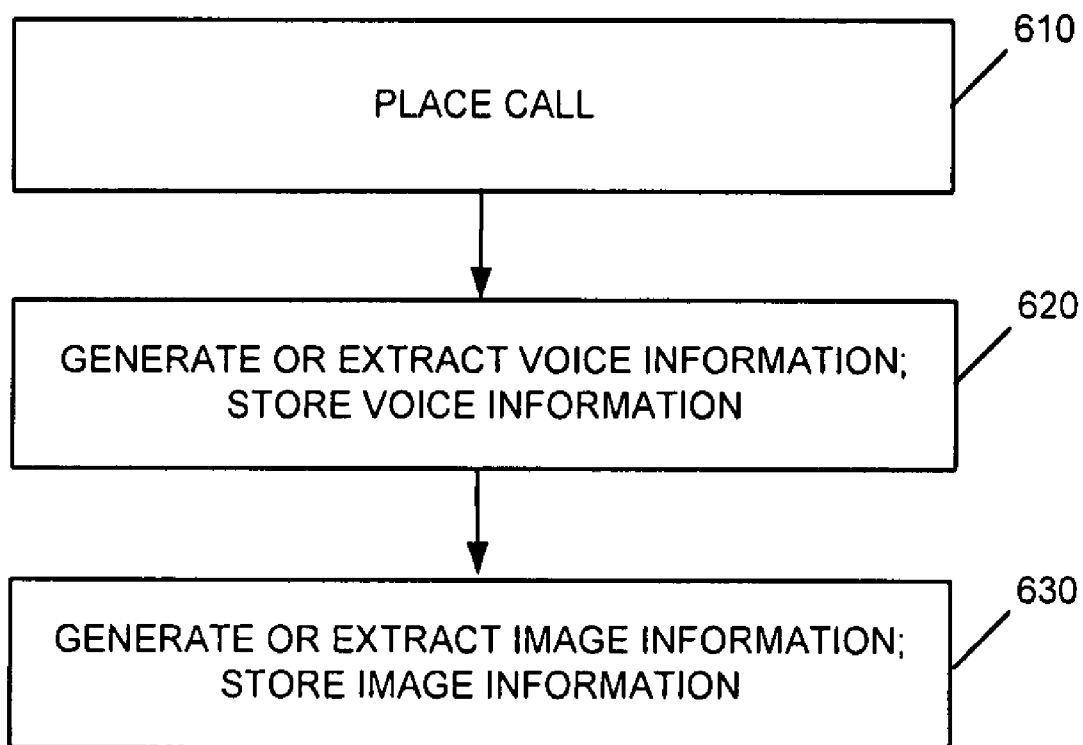 610
PLACE CALL
620
GENERATE OR EXTRACT VOICE INFORMATION;
STORE VOICE INFORMATION
630
GENERATE OR EXTRACT IMAGE INFORMATION;
STORE IMAGE INFORMATION